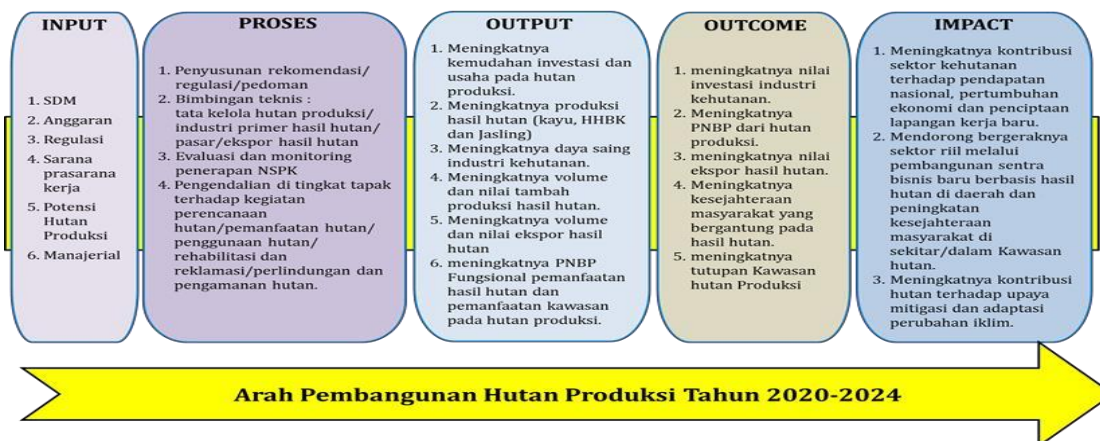 INPUT
1. SDM
2. Anggaran
3. Regulasi
4. Sarana
prasarana
kerja
5. Potensi
Hutan
Produksi
6. Manajerial
PROSES
1. Penyusunan rekomendasi/
regulasi/pedoman
2. Bimbingan teknis :
tata kelola hutan produksi/
industri primer hasil hutan/
pasar/ekspor hasil hutan
3. Evaluasi dan monitoring
penerapan NSPK
4. Pengendalian di tingkat tapak
terhadap kegiatan
perencanaan
hutan/pemanfaatan hutan/
penggunaan hutan/
rehabilitasi dan
reklamasi/perlindungan dan
pengamanan hutan.
OUTPUT
1. Meningkatnya
kemudahan investasi dan
usaha pada hutan
produksi.
2. Meningkatnya produksi
hasil hutan (kayu, HHBK
dan Jasling)
3. Meningkatnya daya saing
industri kehutanan.
4. Meningkatnya volume
dan nilai tambah
produksi hasil hutan.
5. Meningkatnya volume
dan nilai ekspor hasil
hutan
6. meningkatnya PNBP
Fungsional pemanfaatan
hasil hutan dan
pemanfaatan kawasan
pada hutan produksi.
OUTCOME
1. meningkatnya nilai
investasi industri
kehutanan.
2. Meningkatnya
PNBP dari hutan
produksi.
3. meningkatnya nilai
ekspor hasil hutan.
4. Meningkatnya
kesejahteraan
masyarakat yang
bergantung pada
hasil hutan.
5. meningkatnya
tutupan Kawasan
hutan Produksi
IMPACT
1. Meningkatnya kontribusi
sektor kehutanan
terhadap pendapatan
nasional, pertumbuhan
ekonomi dan penciptaan
lapangan kerja baru.
2. Mendorong bergeraknya
sektor riil melalui
pembangunan sentra
bisnis baru berbasis hasil
hutan di daerah dan
peningkatan
kesejahteraan
masyarakat di
sekitar/dalam Kawasan
hutan.
3. Meningkatnya kontribusi
hutan terhadap upaya
mitigasi dan adaptasi
perubahan iklim.
Arah Pembangunan Hutan Produksi Tahun 2020-2024